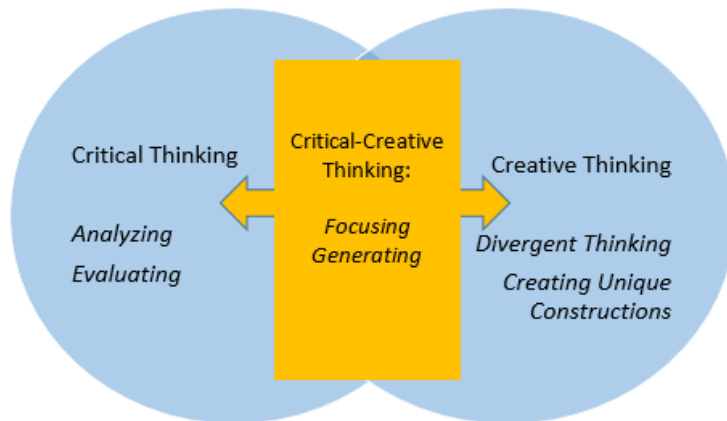 Critical Thinking
Analyzing
Evaluating
Critical-Creative
Thinking:
Focusing
Generating
Creative Thinking
Divergent Thinking
Creating Unique
Constructions